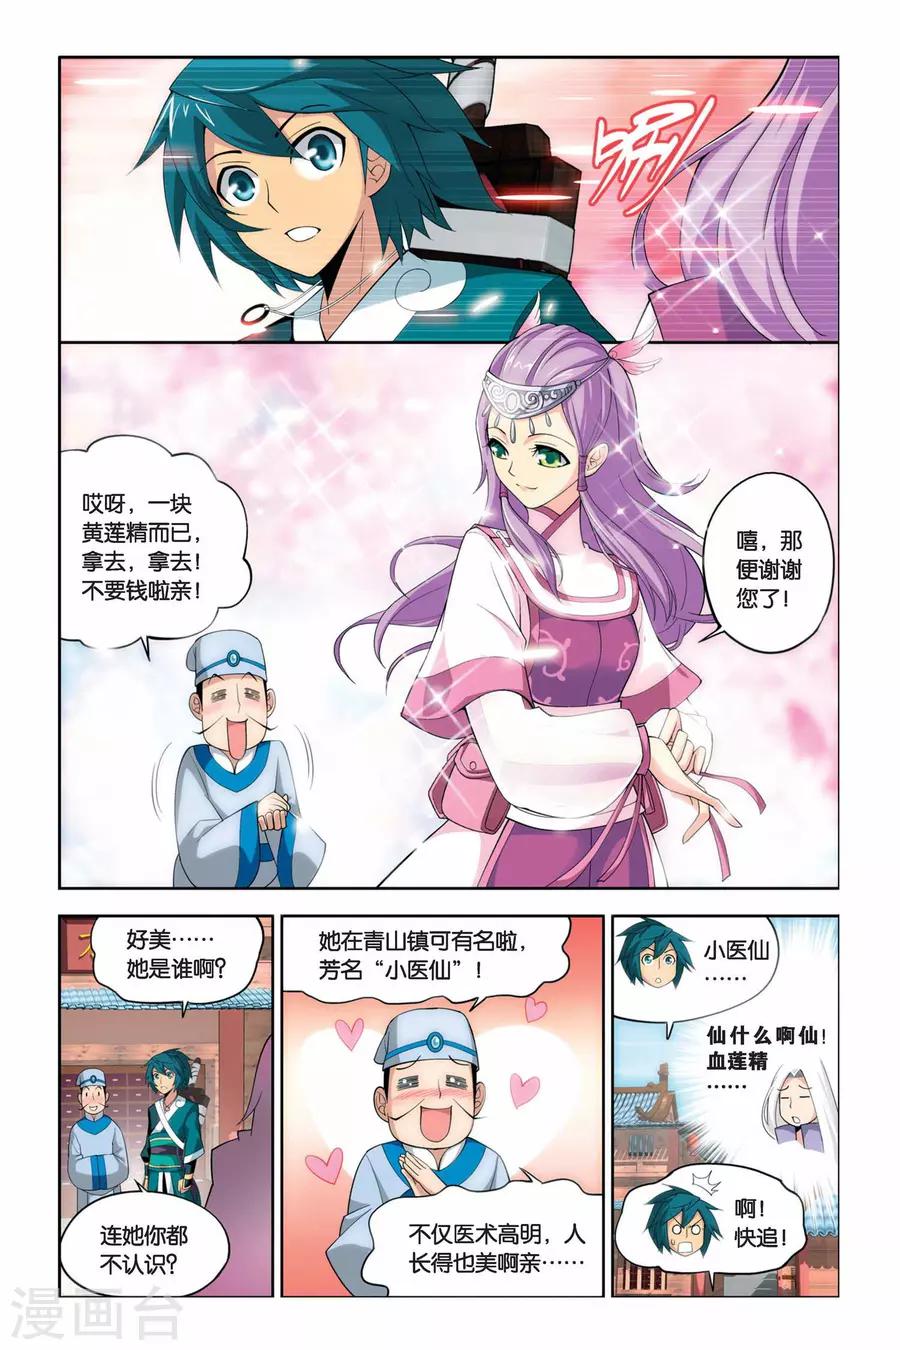 唰
哎呀，一块
黄莲精而已，
拿去，拿去！
不要钱啦亲！
嘻，那
便谢谢
您了！
好美……
她是谁啊？
连她你都
不认识？
她在青山镇可有名啦，
芳名“小医仙”！
不仅医术高明，人
长得也美啊亲……
小医仙
……
仙什么啊仙！
血莲精
……
啊！
快追！
漫画台